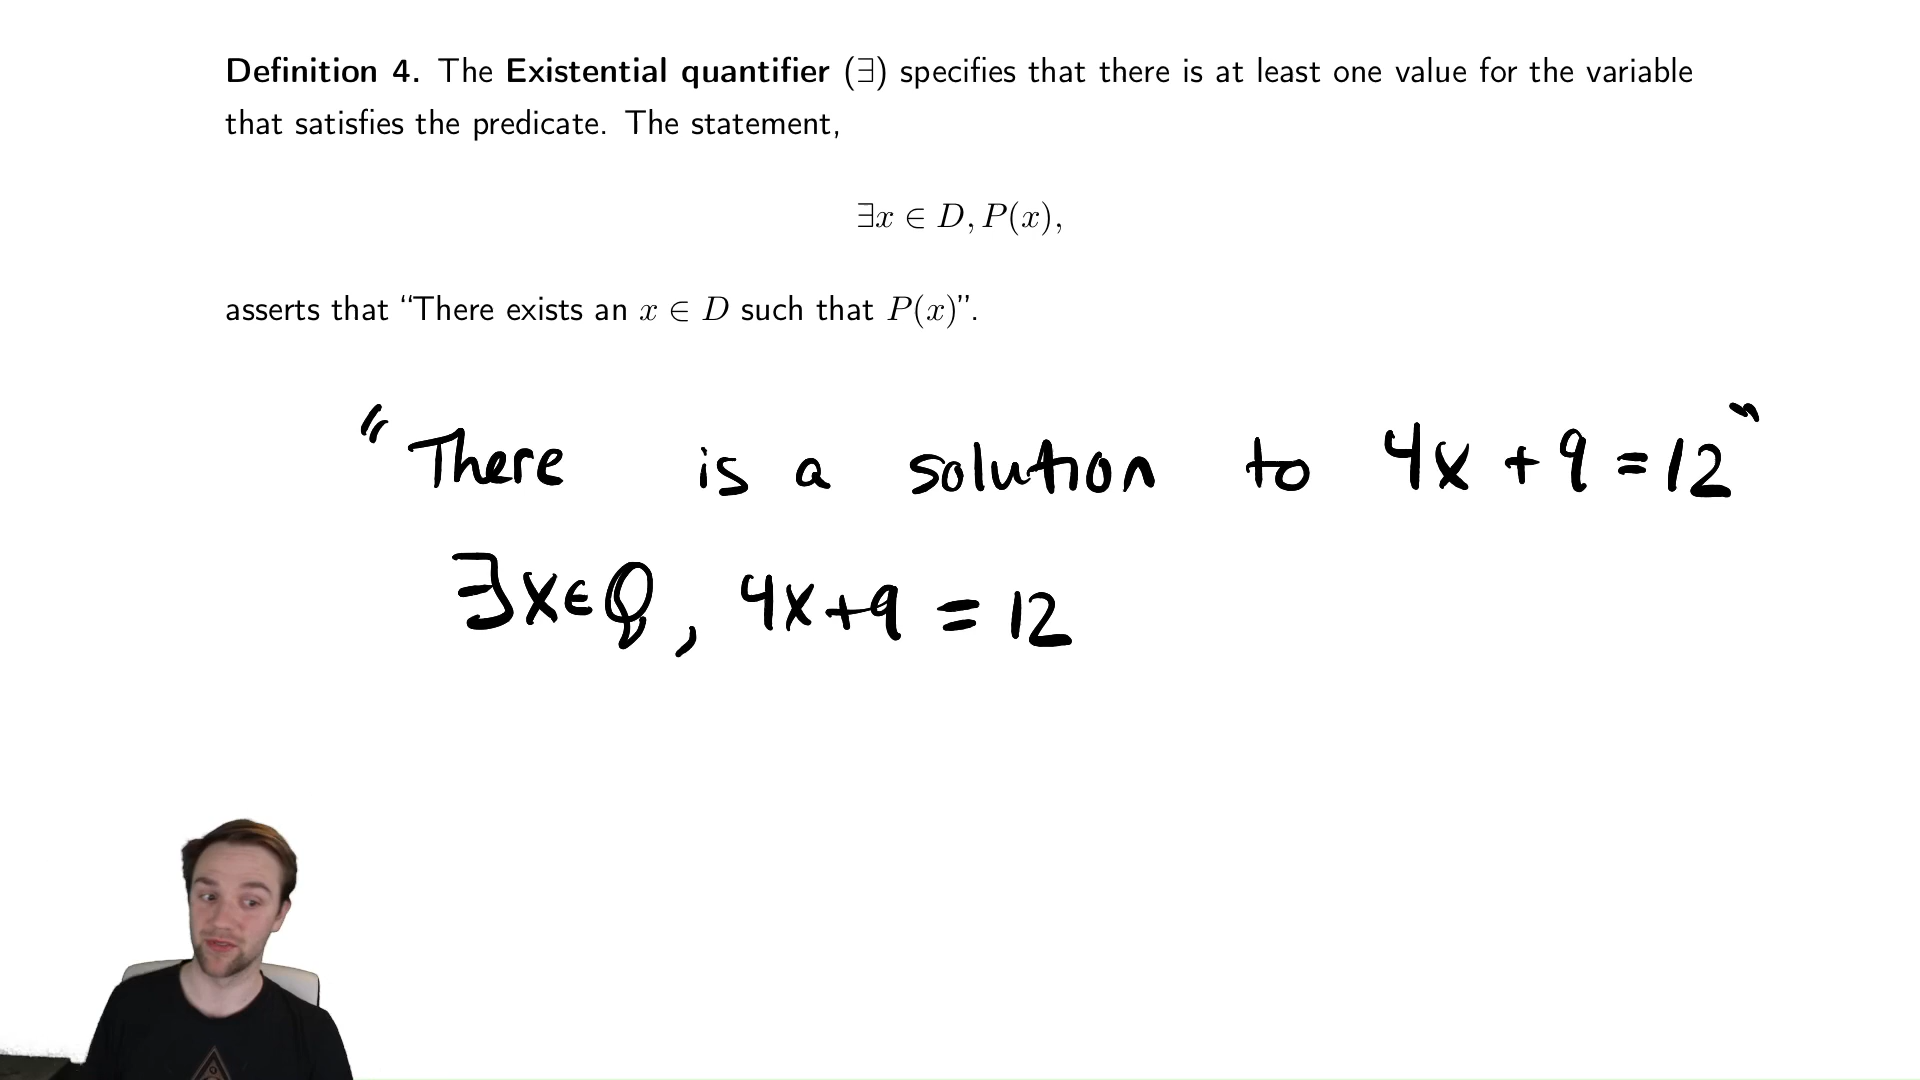 Definition 4. The Existential quantifier (∃) specifies that there is at least one value for the variable
that satisfies the predicate. The statement,
∃x ∈ D, P(x),
asserts that “There exists an x ∈ D such that P(x)”.
"There is a solution to 4x + 9 = 12"
∃x∈Q, 4x+9 = 12